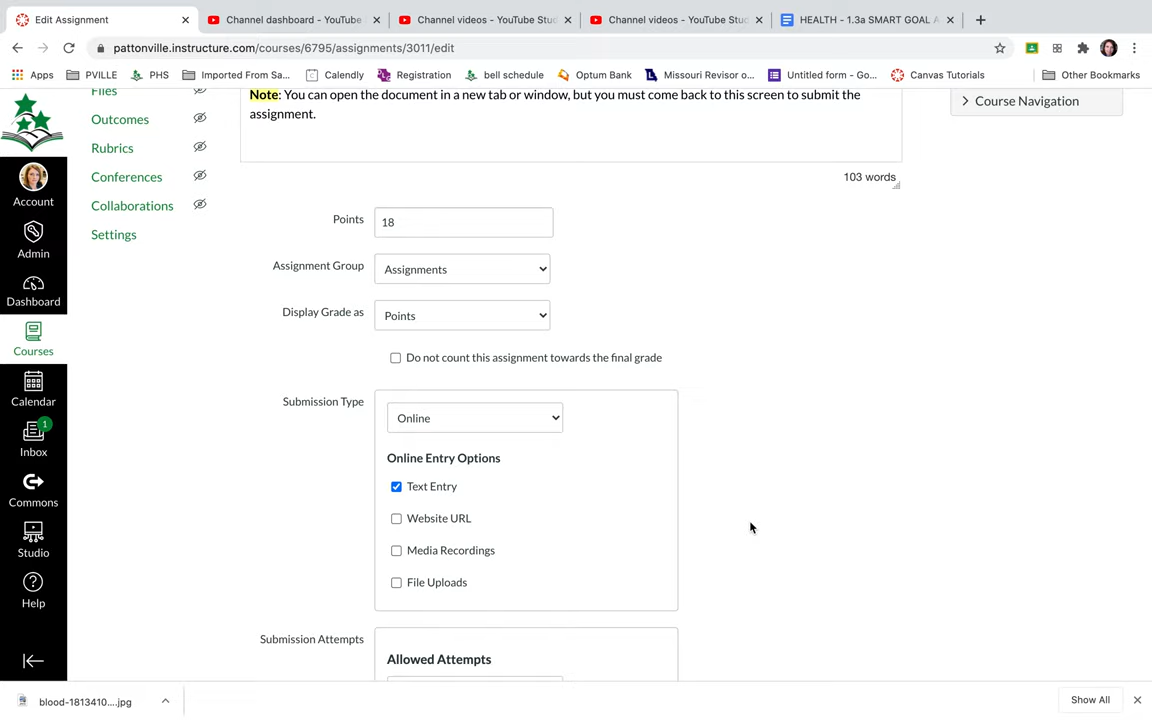 Edit Assignment
Channel dashboard - YouTube
Channel videos - YouTube Stud
Channel videos - YouTube Stud
HEALTH - 1.3a SMART GOAL A
pattonville.instructure.com/courses/6795/assignments/3011/edit
Apps
PVILLE
PHS
Imported From Sa...
Calendly
Registration
bell schedule
Optum Bank
Missouri Revisor o...
Untitled form - Go...
Canvas Tutorials
Other Bookmarks
Files
Outcomes
Rubrics
Conferences
Collaborations
Settings
Account
Admin
Dashboard
Courses
Calendar
1
Inbox
Commons
Studio
Help
Note: You can open the document in a new tab or window, but you must come back to this screen to submit the
assignment.
103 words
Course Navigation
Points
18
Assignment Group
Assignments
Display Grade as
Points
Do not count this assignment towards the final grade
Submission Type
Online
Online Entry Options
Text Entry
Website URL
Media Recordings
File Uploads
Submission Attempts
Allowed Attempts
blood-1813410....jpg
Show All